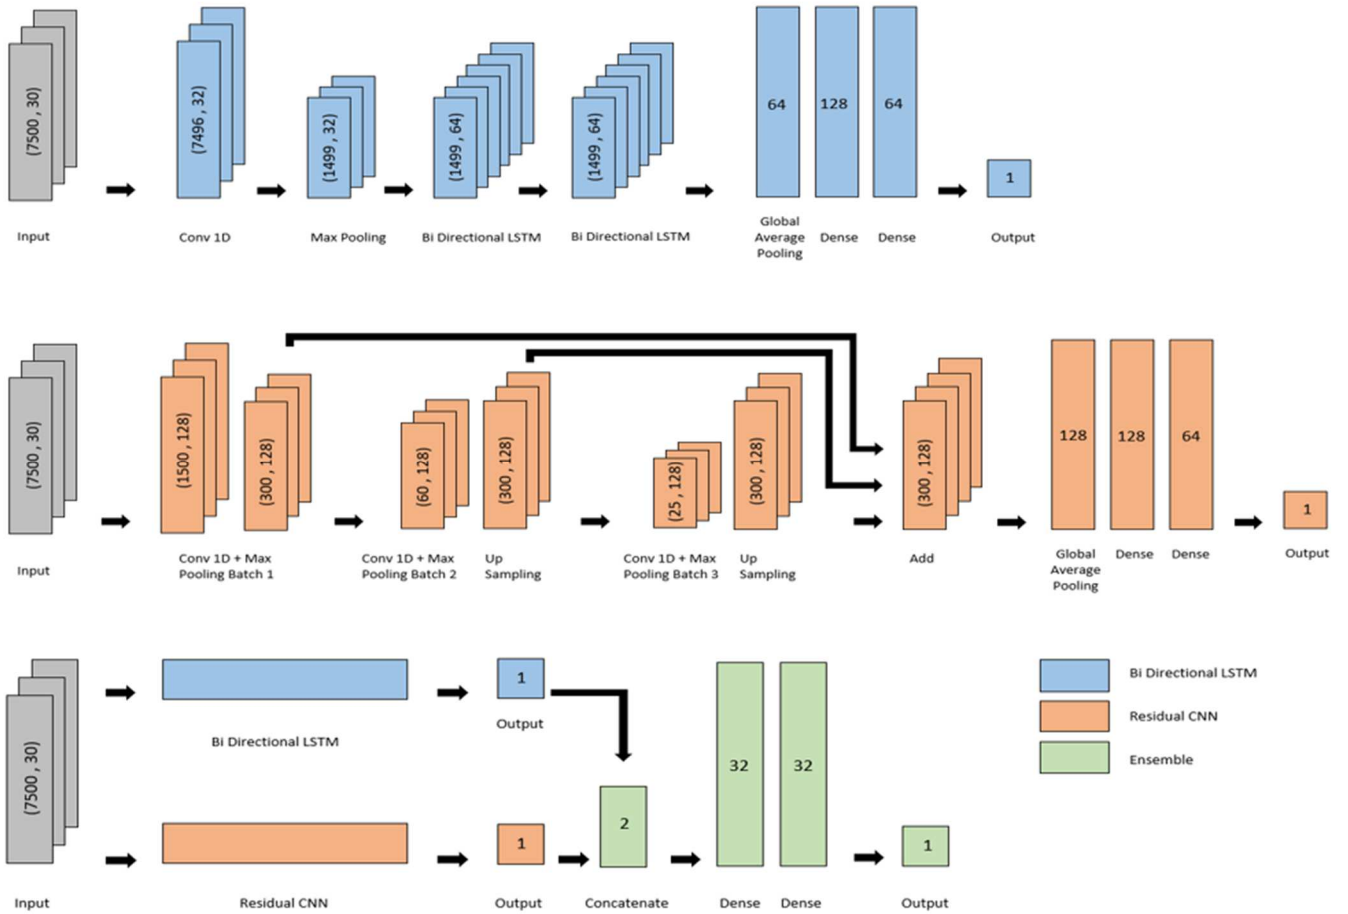 (7500 , 30)
(7496 , 32)
(1499 , 32)
(1499 , 64)
(1499 , 64)
64
128
64
1
Input
Conv 1D
Max Pooling
Bi Directional LSTM
Bi Directional LSTM
Global
Average
Pooling
Dense
Dense
Output
(7500 , 30)
(1500 , 128)
(300 , 128)
(60 , 128)
(300 , 128)
(25 , 128)
(300 , 128)
(300 , 128)
128
128
64
1
Input
Conv 1D + Max
Pooling Batch 1
Conv 1D + Max
Pooling Batch 2
Up
Sampling
Conv 1D + Max
Pooling Batch 3
Up
Sampling
Add
Global
Average
Pooling
Dense
Dense
Output
(7500 , 30)
Bi Directional LSTM
1
Output
1
2
32
32
1
Input
Residual CNN
Output
Concatenate
Dense
Dense
Output
Bi Directional LSTM
Residual CNN
Ensemble